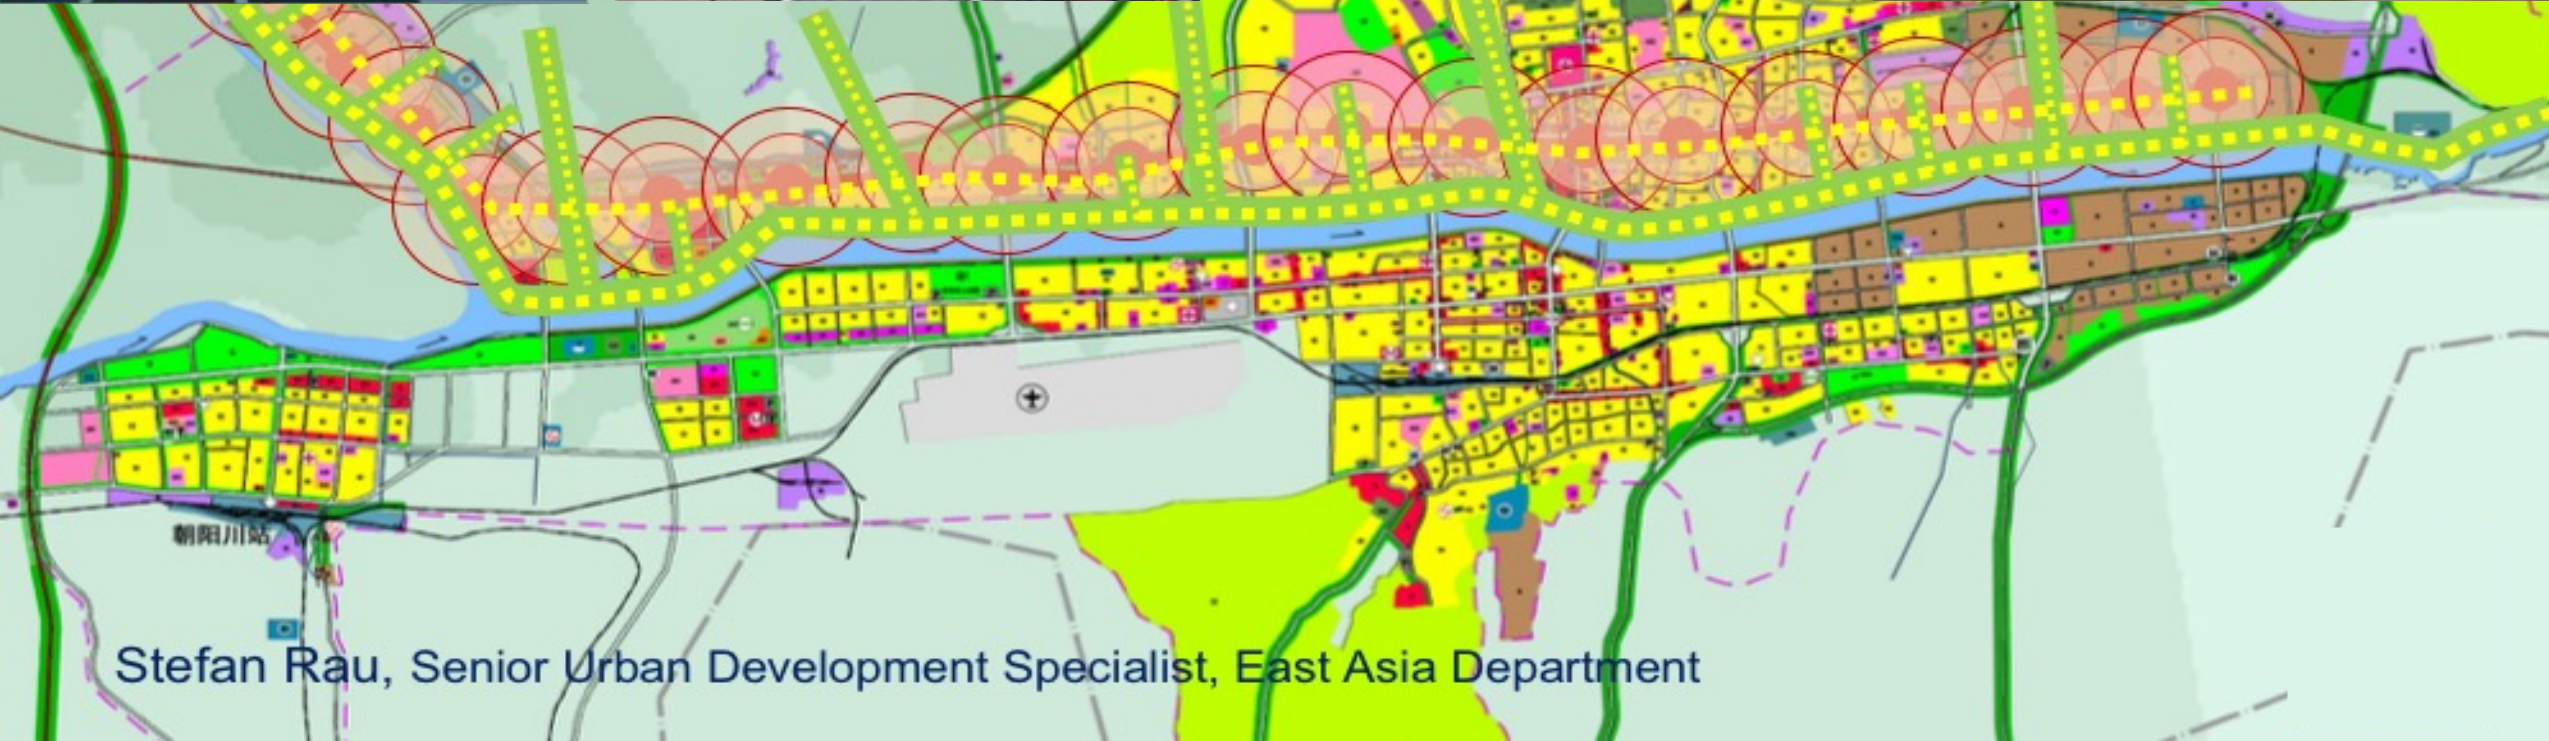 朝阳川站
Stefan Rau, Senior Urban Development Specialist, East Asia Department